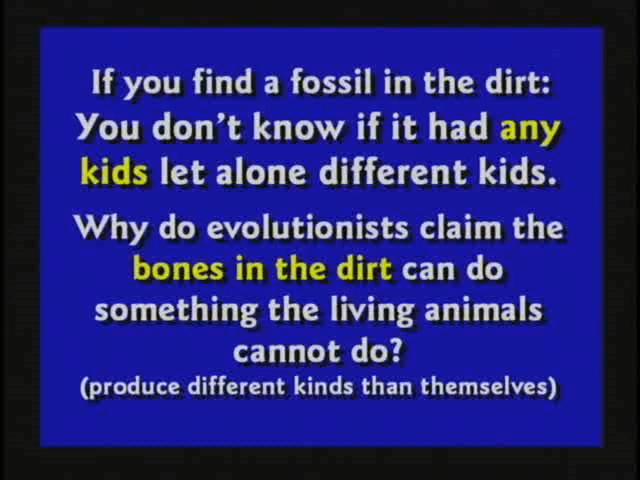 If you find a fossil in the dirt:
You don't know if it had any
kids let alone different kids.
Why do evolutionists claim the
bones in the dirt can do
something the living animals
cannot do?
(produce different kinds than themselves)